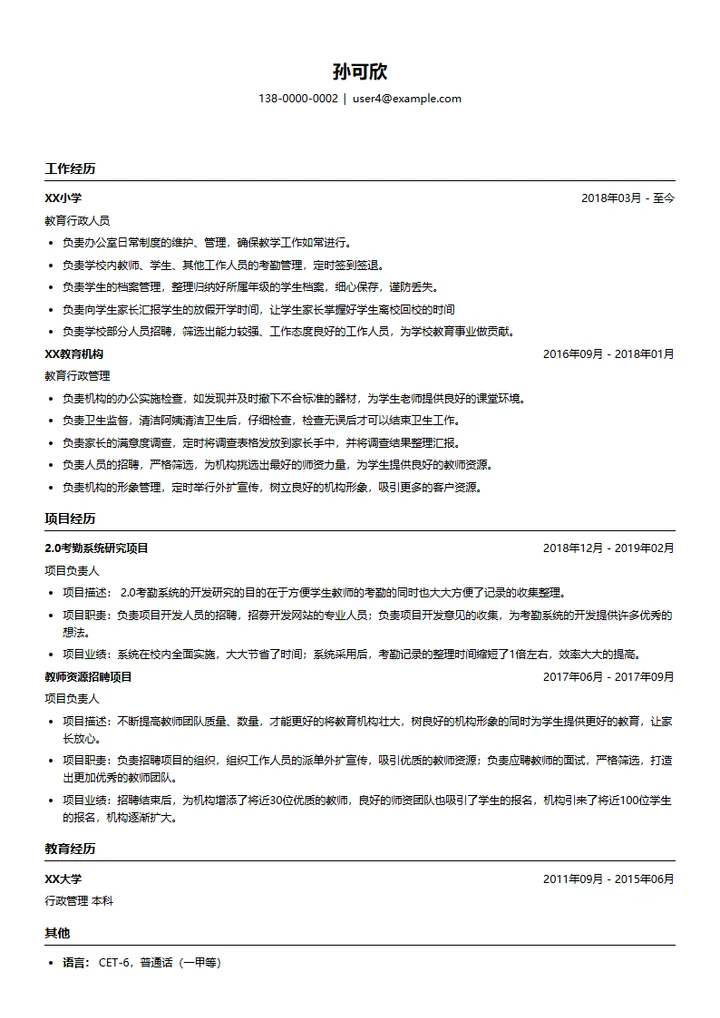 孙可欣
138-0000-0002 | user4@example.com
工作经历
XX小学 2018年03月 - 至今
教育行政人员
• 负责办公室日常制度的维护、管理，确保教学工作如常进行。
• 负责学校内教师、学生、其他工作人员的考勤管理，定时签到签退。
• 负责学生的档案管理，整理归纳好所属年级的学生档案，细心保存，谨防丢失。
• 负责向学生家长汇报学生的放假开学时间，让学生家长掌握好学生离校回校的时间
• 负责学校部分人员招聘，筛选出能力较强、工作态度良好的工作人员，为学校教育事业做贡献。
XX教育机构 2016年09月 - 2018年01月
教育行政管理
• 负责机构的办公实施检查，如发现并及时撤下不合标准的器材，为学生老师提供良好的课堂环境。
• 负责卫生监督，清洁阿姨清洁卫生后，仔细检查，检查无误后才可以结束卫生工作。
• 负责家长的满意度调查，定时将调查表格发放到家长手中，并将调查结果整理汇报。
• 负责人员的招聘，严格筛选，为机构挑选出最好的师资力量，为学生提供良好的教师资源。
• 负责机构的形象管理，定时举行外扩宣传，树立良好的机构形象，吸引更多的客户资源。
项目经历
2.0考勤系统研究项目 2018年12月 - 2019年02月
项目负责人
• 项目描述： 2.0考勤系统的开发研究的目的在于方便学生教师的考勤的同时也大大方便了记录的收集整理。
• 项目职责：负责项目开发人员的招聘，招募开发网站的专业人员；负责项目开发意见的收集，为考勤系统的开发提供许多优秀的
想法。
• 项目业绩：系统在校内全面实施，大大节省了时间；系统采用后，考勤记录的整理时间缩短了1倍左右，效率大大的提高。
教师资源招聘项目 2017年06月 - 2017年09月
项目负责人
• 项目描述：不断提高教师团队质量、数量，才能更好的将教育机构壮大，树良好的机构形象的同时为学生提供更好的教育，让家
长放心。
• 项目职责：负责招聘项目的组织，组织工作人员的派单外扩宣传，吸引优质的教师资源；负责应聘教师的面试，严格筛选，打造
出更加优秀的教师团队。
• 项目业绩：招聘结束后，为机构增添了将近30位优质的教师，良好的师资团队也吸引了学生的报名，机构引来了将近100位学生
的报名，机构逐渐扩大。
教育经历
XX大学 2011年09月 - 2015年06月
行政管理 本科
其他
• 语言： CET-6，普通话（一甲等）